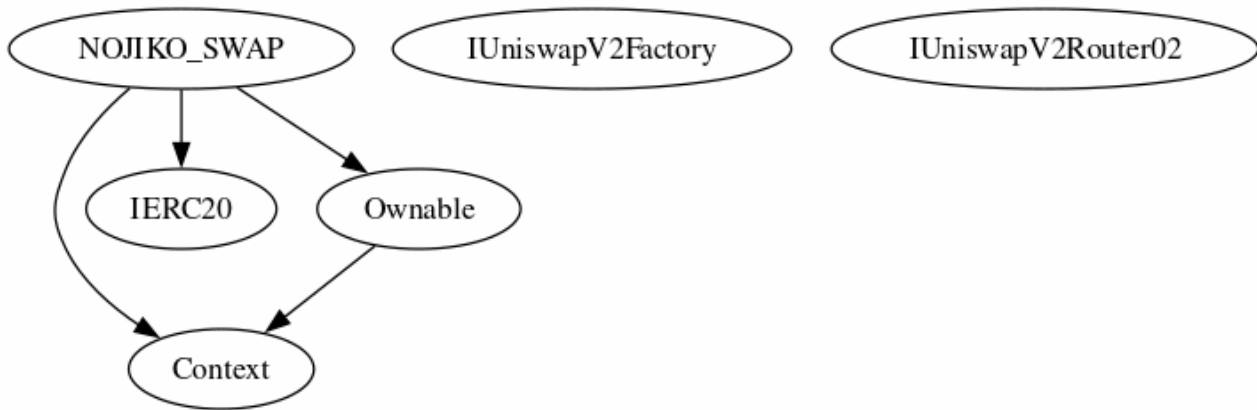 NOJIKO_SWAP
IUniswapV2Factory
IUniswapV2Router02
IERC20
Ownable
Context